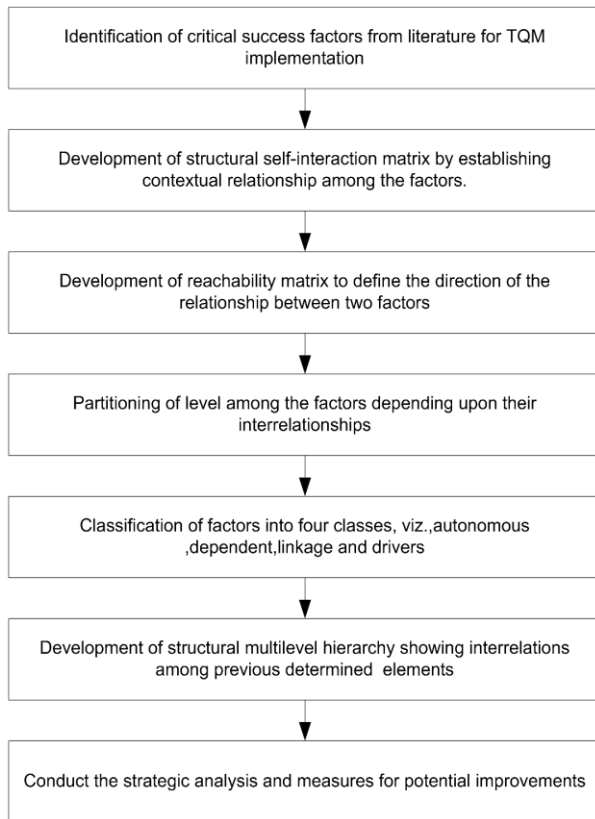 Identification of critical success factors from literature for TQM
implementation
Development of structural self-interaction matrix by establishing
contextual relationship among the factors.
Development of reachability matrix to define the direction of the
relationship between two factors
Partitioning of level among the factors depending upon their
interrelationships
Classification of factors into four classes, viz.,autonomous
,dependent,linkage and drivers
Development of structural multilevel hierarchy showing interrelations
among previous determined elements
Conduct the strategic analysis and measures for potential improvements